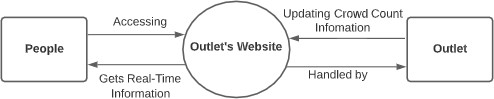 Accessing
People
Gets Real-Time
Information
Outlet's Website
Updating Crowd Count
Infomation
Handled by
Outlet